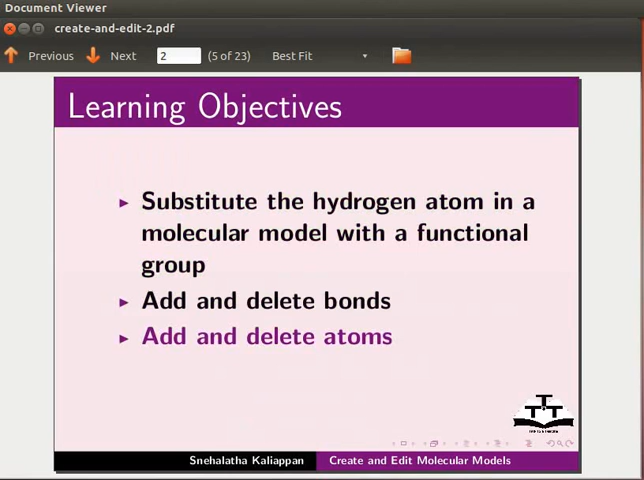 Document Viewer
create-and-edit-2.pdf
Previous Next 2 (5 of 23) Best Fit
Learning Objectives
Substitute the hydrogen atom in a
molecular model with a functional
group
Add and delete bonds
Add and delete atoms
Snehalatha Kaliappan Create and Edit Molecular Models